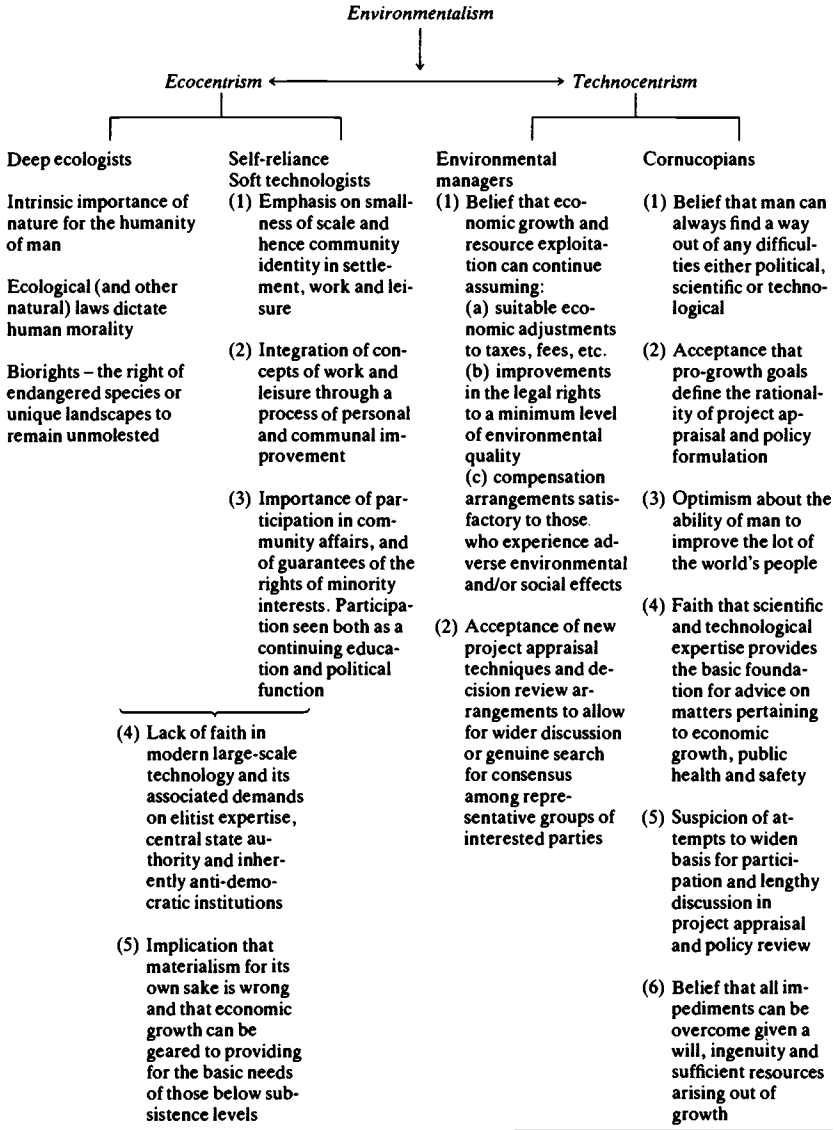 Environmentalism
Ecocentrism
Technocentrism
Deep ecologists
Intrinsic importance of
nature for the humanity
of man
Ecological (and other
natural) laws dictate
human morality
Biorights – the right of
endangered species or
unique landscapes to
remain unmolested
Self-reliance
Soft technologists
(1) Emphasis on small-
ness of scale and
hence community
identity in settle-
ment, work and lei-
sure
(2) Integration of con-
cepts of work and
leisure through a
process of personal
and communal im-
provement
(3) Importance of par-
ticipation in com-
munity affairs, and
of guarantees of the
rights of minority
interests. Participa-
tion seen both as a
continuing educa-
tion and political
function
(4) Lack of faith in
modern large-scale
technology and its
associated demands
on elitist expertise,
central state au-
thority and inher-
ently anti-demo-
cratic institutions
(5) Implication that
materialism for its
own sake is wrong
and that economic
growth can be
geared to providing
for the basic needs
of those below sub-
sistence levels
Environmental
managers
(1) Belief that eco-
nomic growth and
resource exploita-
tion can continue
assuming:
(a) suitable eco-
nomic adjustments
to taxes, fees, etc.
(b) improvements
in the legal rights
to a minimum level
of environmental
quality
(c) compensation
arrangements satis-
factory to those
who experience ad-
verse environmental
and/or social effects
(2) Acceptance of new
project appraisal
techniques and de-
cision review ar-
rangements to allow
for wider discussion
or genuine search
for consensus
among repre-
sentative groups of
interested parties
Cornucopians
(1) Belief that man can
always find a way
out of any difficul-
ties either political,
scientific or techno-
logical
(2) Acceptance that
pro-growth goals
define the rational-
ity of project ap-
praisal and policy
formulation
(3) Optimism about the
ability of man to
improve the lot of
the world's people
(4) Faith that scientific
and technological
expertise provides
the basic founda-
tion for advice on
matters pertaining
to economic
growth, public
health and safety
(5) Suspicion of at-
tempts to widen
basis for partici-
pation and lengthy
discussion in
project appraisal
and policy review
(6) Belief that all im-
pediments can be
overcome given a
will, ingenuity and
sufficient resources
arising out of
growth